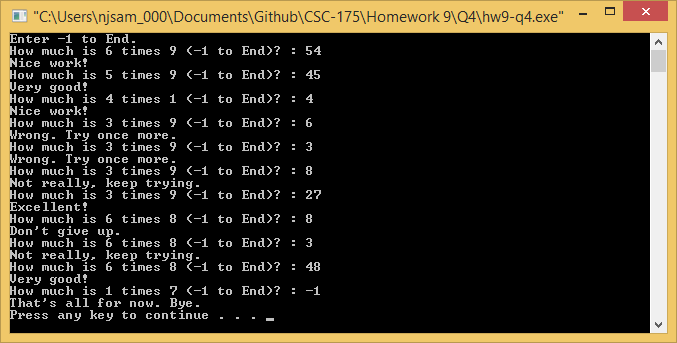 "C:\Users\njsam_000\Documents\Github\CSC-175\Homework 9\Q4\hw9-q4.exe"
Enter -1 to End.
How much is 6 times 9 (-1 to End)? : 54
Nice work!
How much is 5 times 9 (-1 to End)? : 45
Very good!
How much is 4 times 1 (-1 to End)? : 4
Nice work!
How much is 3 times 9 (-1 to End)? : 6
Wrong. Try once more.
How much is 3 times 9 (-1 to End)? : 3
Wrong. Try once more.
How much is 3 times 9 (-1 to End)? : 8
Not really, keep trying.
How much is 3 times 9 (-1 to End)? : 27
Excellent!
How much is 6 times 8 (-1 to End)? : 8
Don't give up.
How much is 6 times 8 (-1 to End)? : 3
Not really, keep trying.
How much is 6 times 8 (-1 to End)? : 48
Very good!
How much is 1 times 7 (-1 to End)? : -1
That's all for now. Bye.
Press any key to continue . . . _